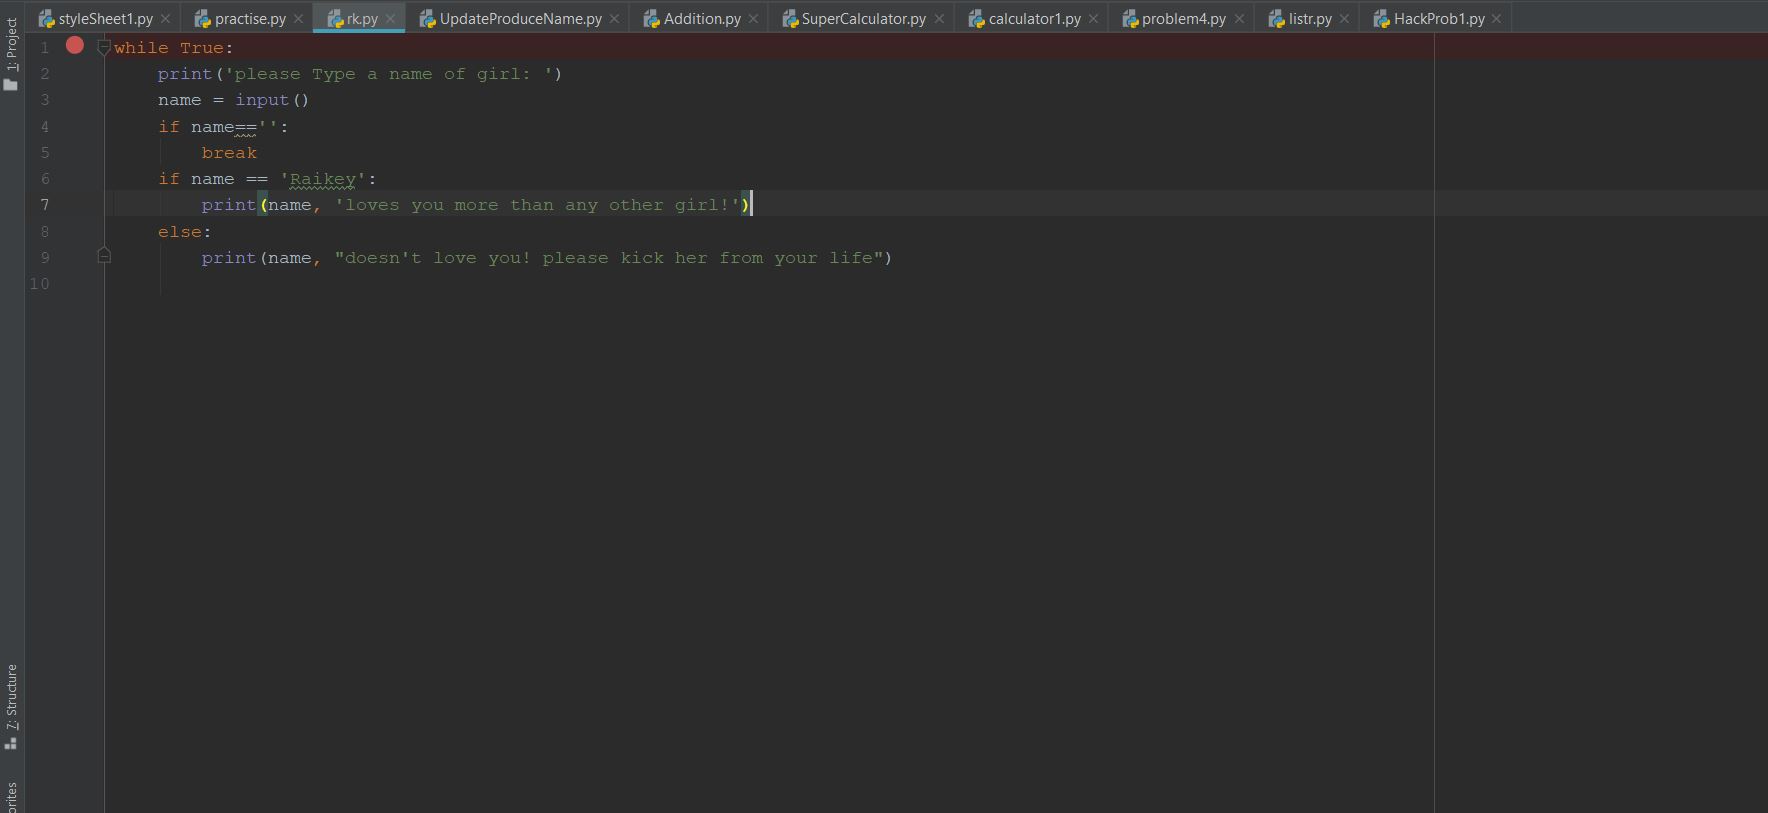 styleSheet1.py practise.py rk.py UpdateProduceName.py Addition.py SuperCalculator.py calculator1.py problem4.py listr.py HackProb1.py
1: Project
1 while True:
2     print('please Type a name of girl: ')
3     name = input()
4     if name=='':
5         break
6     if name == 'Raikey':
7         print(name, 'loves you more than any other girl!')
8     else:
9         print(name, "doesn't love you! please kick her from your life")
10
7: Structure